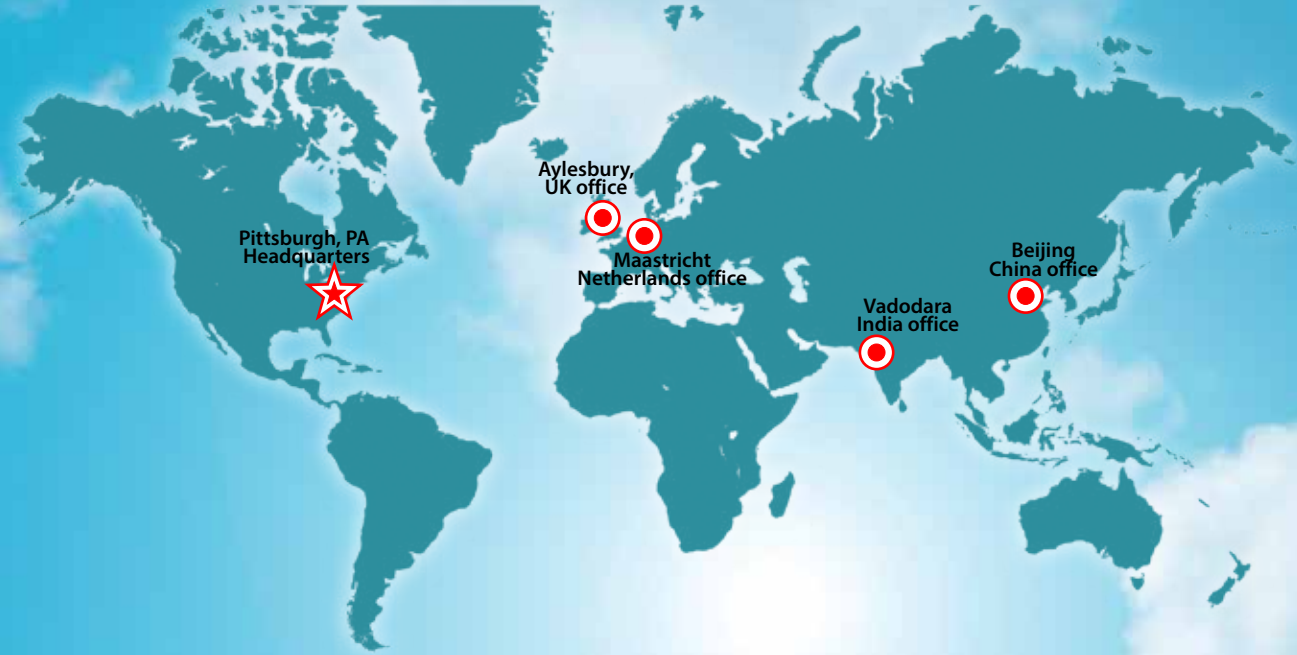 Aylesbury,
UK office
Pittsburgh, PA
Headquarters
Maastricht
Netherlands office
Beijing
China office
Vadodara
India office